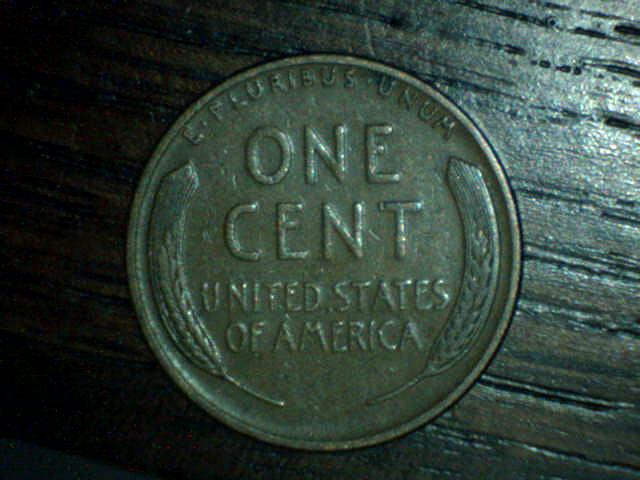 E·PLURIBUS·UNUM
ONE
CENT
UNITED STATES
OF AMERICA